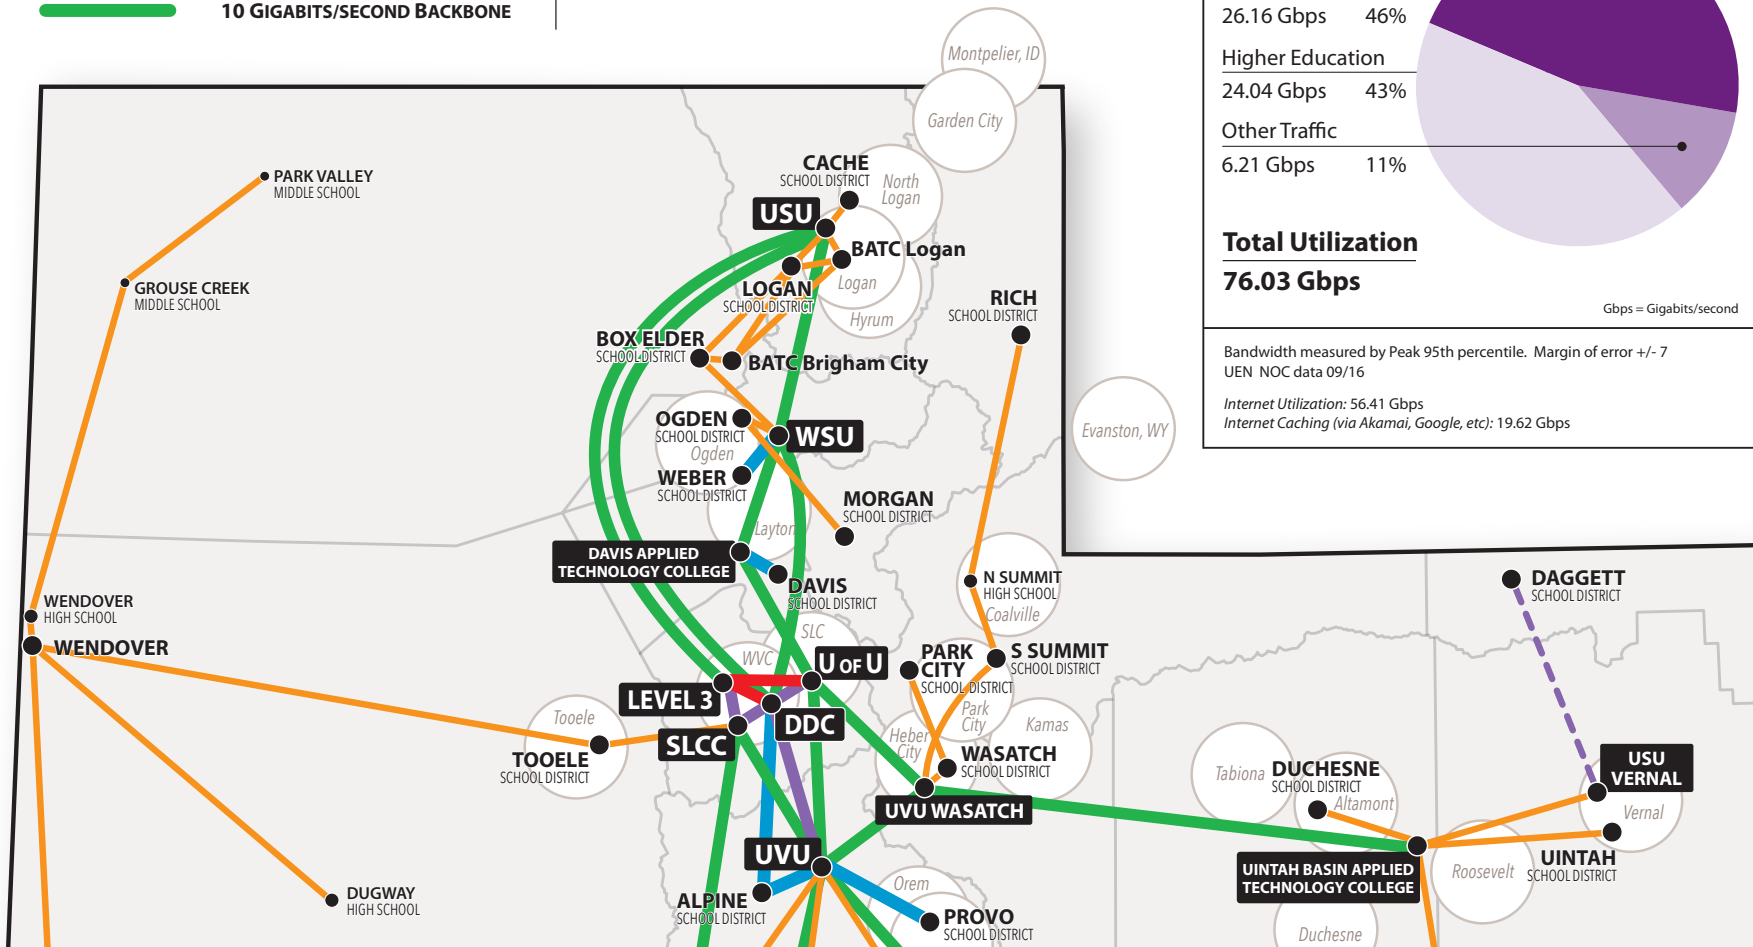 10 GIGABITS/SECOND BACKBONE
26.16 Gbps 46%
Higher Education
24.04 Gbps 43%
Other Traffic
6.21 Gbps 11%
Total Utilization
76.03 Gbps
Gbps = Gigabits/second
Bandwidth measured by Peak 95th percentile. Margin of error +/- 7
UEN NOC data 09/16
Internet Utilization: 56.41 Gbps
Internet Caching (via Akamai, Google, etc): 19.62 Gbps
Montpelier, ID
Garden City
PARK VALLEY
MIDDLE SCHOOL
CACHE
SCHOOL DISTRICT
North
Logan
USU
BATC Logan
GROUSE CREEK
MIDDLE SCHOOL
LOGAN
SCHOOL DISTRICT
Logan
Hyrum
RICH
SCHOOL DISTRICT
BOX ELDER
SCHOOL DISTRICT
BATC Brigham City
OGDEN
SCHOOL DISTRICT
Ogden
WSU
Evanston, WY
WEBER
SCHOOL DISTRICT
MORGAN
SCHOOL DISTRICT
Layton
DAVIS APPLIED
TECHNOLOGY COLLEGE
DAVIS
SCHOOL DISTRICT
N SUMMIT
HIGH SCHOOL
Coalville
DAGGETT
SCHOOL DISTRICT
WENDOVER
HIGH SCHOOL
WENDOVER
SLC
WVC
U OF U
PARK
CITY
SCHOOL DISTRICT
S SUMMIT
SCHOOL DISTRICT
LEVEL 3
DDC
SLCC
Park
City
Kamas
Heber
City
Tooele
TOOELE
SCHOOL DISTRICT
WASATCH
SCHOOL DISTRICT
UVU WASATCH
Tabiona
DUCHESNE
SCHOOL DISTRICT
Altamont
USU
VERNAL
Vernal
UVU
UINTAH BASIN APPLIED
TECHNOLOGY COLLEGE
Roosevelt
UINTAH
SCHOOL DISTRICT
DUGWAY
HIGH SCHOOL
ALPINE
SCHOOL DISTRICT
Orem
PROVO
SCHOOL DISTRICT
Duchesne